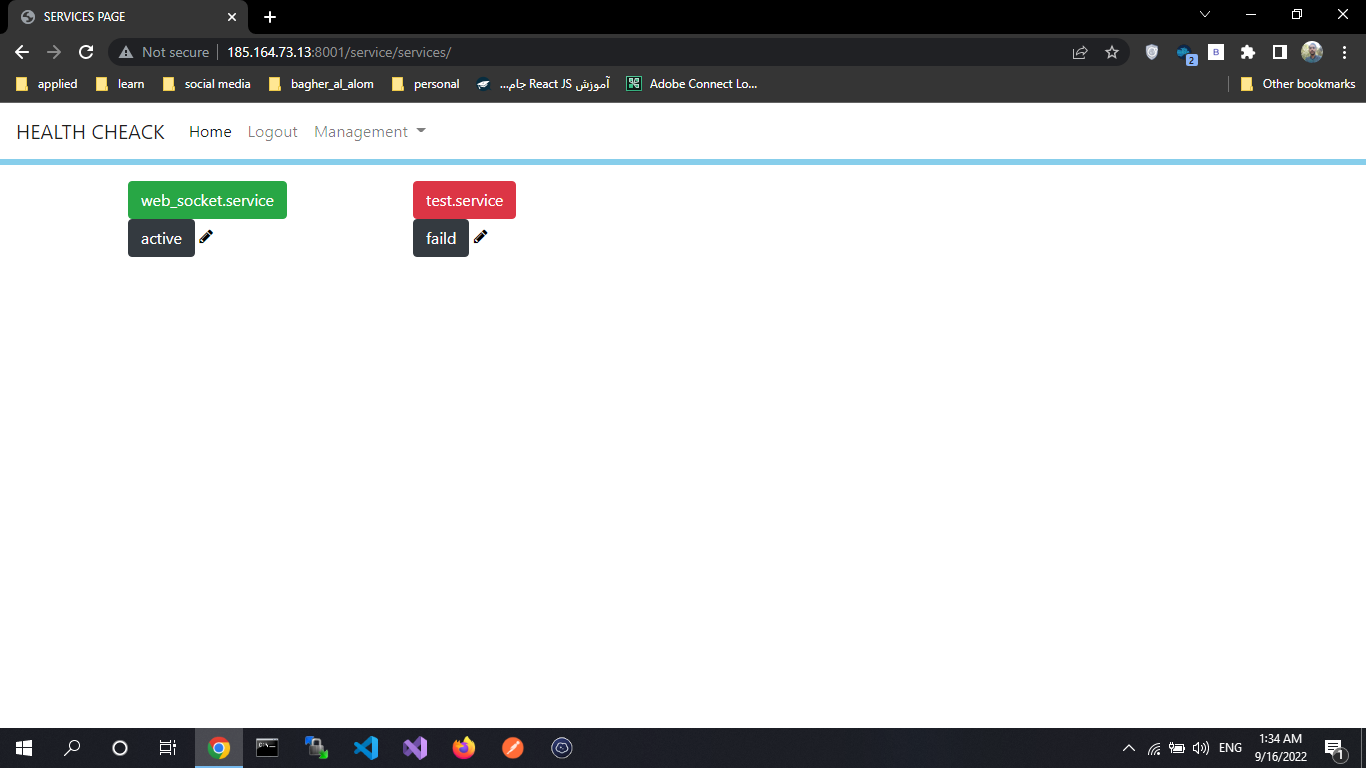 SERVICES PAGE
Not secure
185.164.73.13:8001/service/services/
2
B
applied
learn
social media
bagher_al_alom
personal
آموزش React JS جام...
Adobe Connect Lo...
Other bookmarks
HEALTH CHEACK
Home
Logout
Management
web_socket.service
test.service
active
faild
ENG
1:34 AM
9/16/2022
1